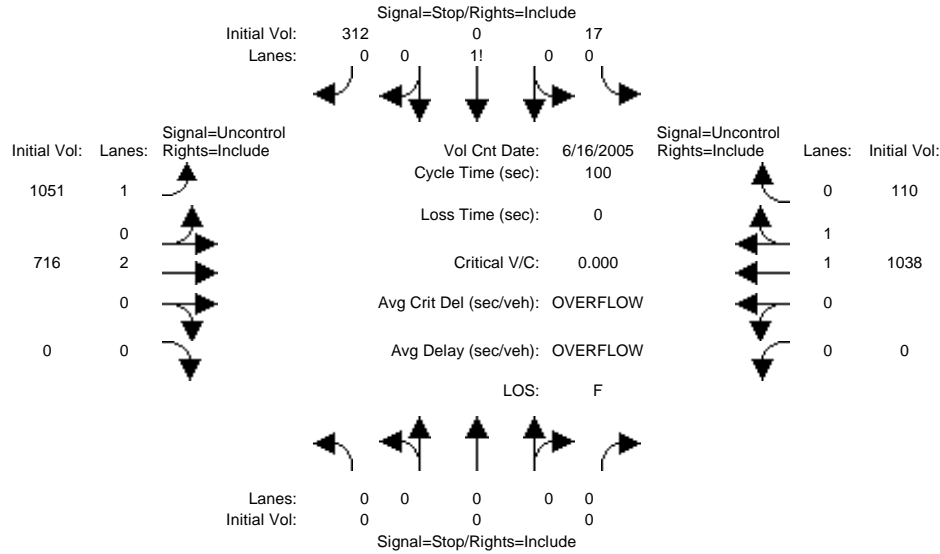 Signal=Stop/Rights=Include
Initial Vol: 312 0 17
Lanes: 0 0 1! 0 0
Signal=Uncontrol
Initial Vol: Lanes: Rights=Include
Vol Cnt Date: 6/16/2005
Signal=Uncontrol
Rights=Include Lanes: Initial Vol:
Cycle Time (sec): 100
1051 1
0 110
Loss Time (sec): 0
0
1
716 2
Critical V/C: 0.000
1 1038
0
Avg Crit Del (sec/veh): OVERFLOW
0
0 0
Avg Delay (sec/veh): OVERFLOW
0 0
LOS: F
Lanes: 0 0 0 0 0
Initial Vol: 0 0 0
Signal=Stop/Rights=Include